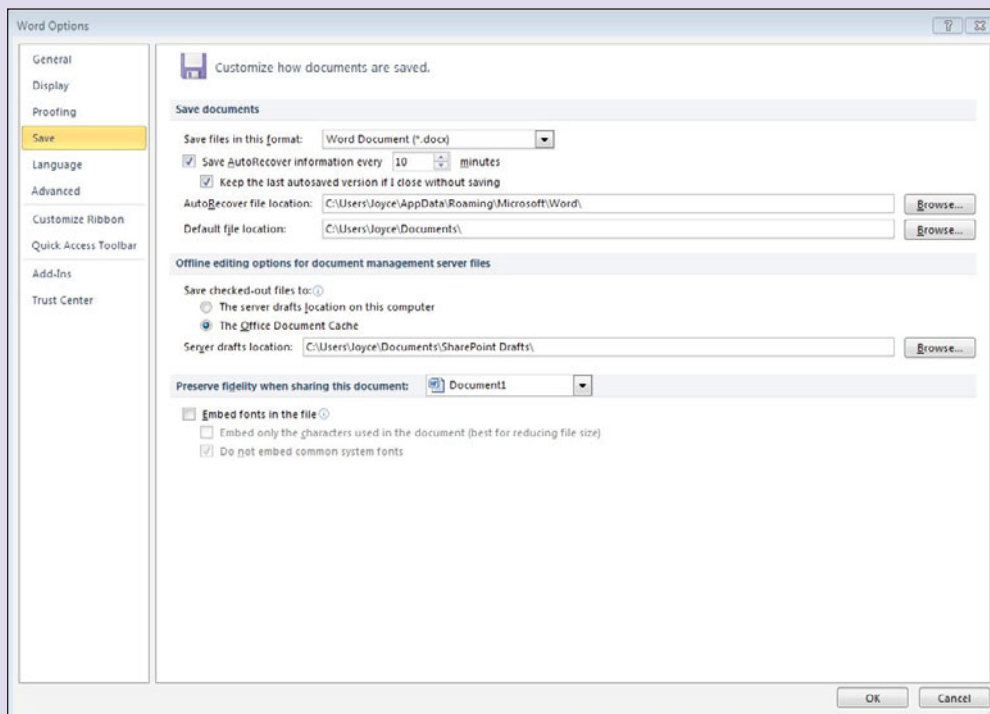 Word Options
General
Display
Proofing
Save
Language
Advanced
Customize Ribbon
Quick Access Toolbar
Add-Ins
Trust Center
Customize how documents are saved.
Save documents
Save files in this format: Word Document (*.docx)
Save AutoRecover information every 10 minutes
Keep the last autosaved version if I close without saving
AutoRecover file location: C:\Users\Joyce\AppData\Roaming\Microsoft\Word\ Browse...
Default file location: C:\Users\Joyce\Documents\ Browse...
Offline editing options for document management server files
Save checked-out files to:
The server drafts location on this computer
The Office Document Cache
Server drafts location: C:\Users\Joyce\Documents\SharePoint Drafts\ Browse...
Preserve fidelity when sharing this document: Document1
Embed fonts in the file
Embed only the characters used in the document (best for reducing file size)
Do not embed common system fonts
OK Cancel